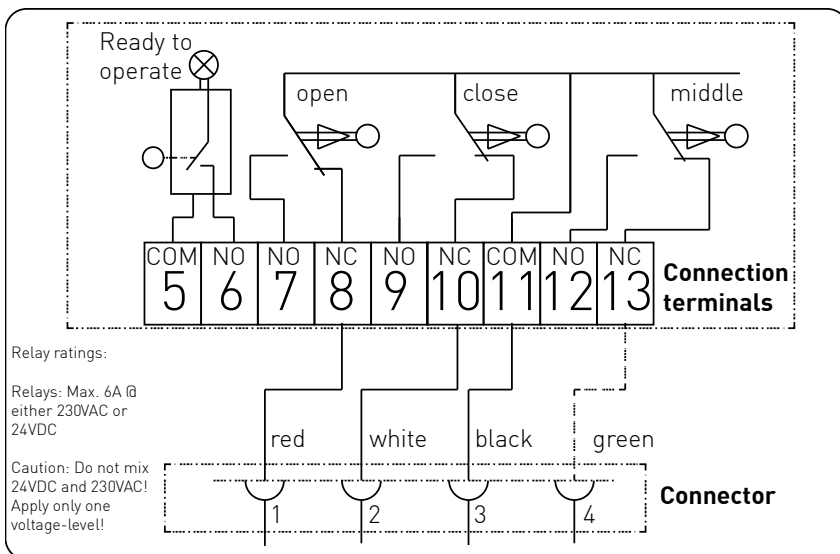 Ready to
operate
open
close
middle
COM NO NO NC NO NC COM NO NC
5 6 7 8 9 10 11 12 13
Connection
terminals
Relay ratings:
Relays: Max. 6A @
either 230VAC or
24VDC
Caution: Do not mix
24VDC and 230VAC!
Apply only one
voltage-level!
red
white
black
green
1 2 3 4
Connector